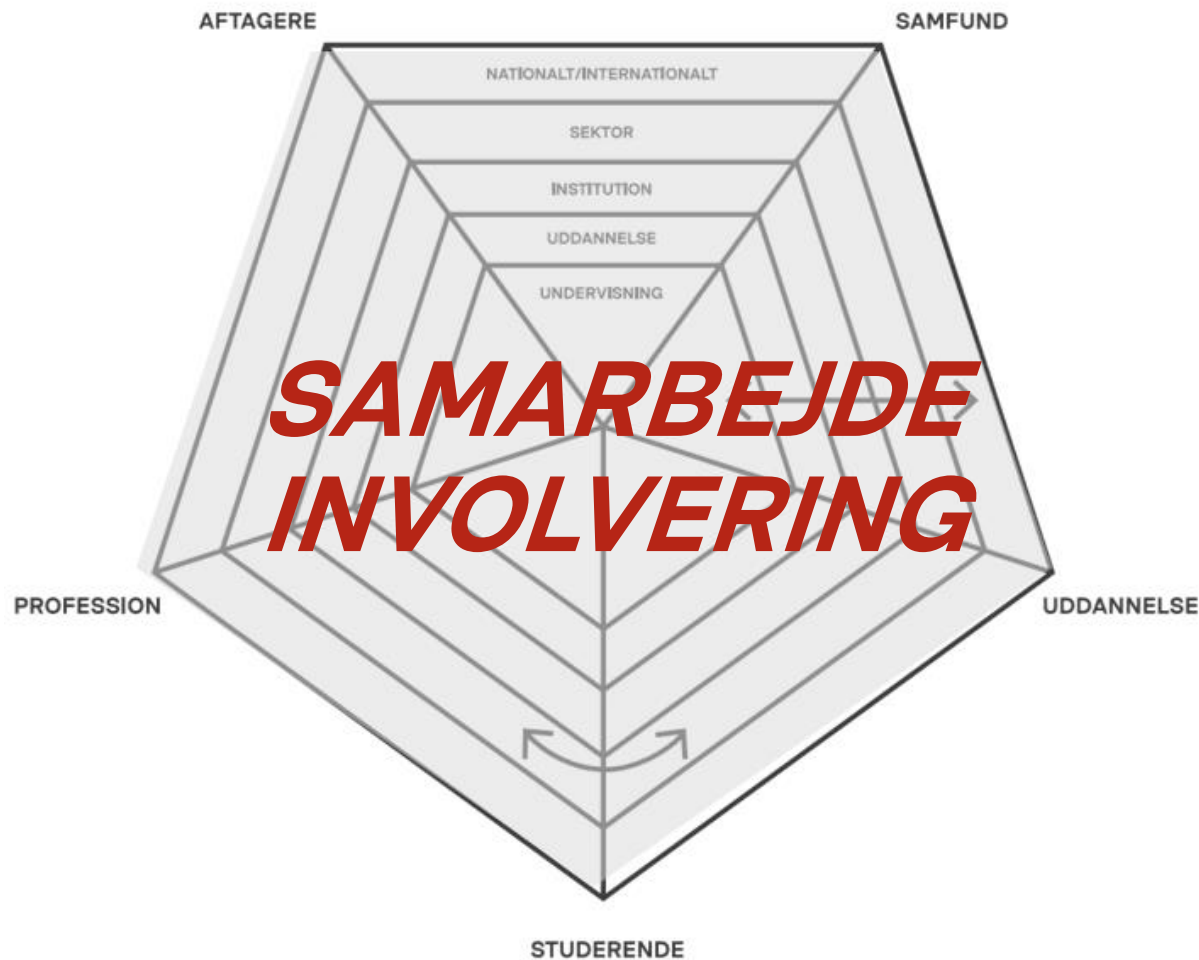 AFTAGERE
SAMFUND
NATIONALT/INTERNATIONALT
SEKTOR
INSTITUTION
UDDANNELSE
UNDERVISNING
SAMARBEJDE
INVOLVERING
PROFESSION
UDDANNELSE
STUDERENDE